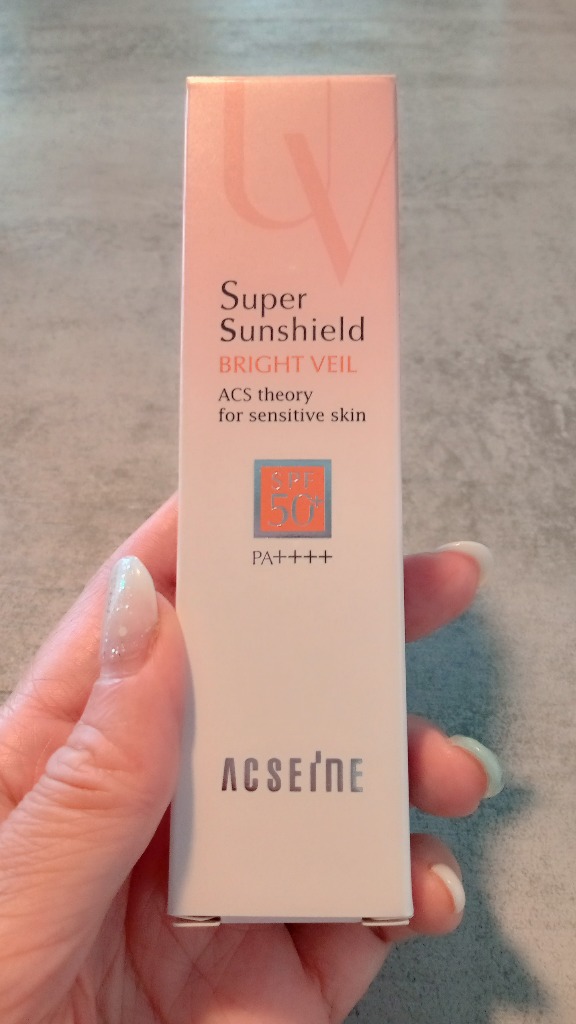 UV
Super
Sunshield
BRIGHT VEIL
ACS theory
for sensitive skin
SPF
50+
PA++++
ACSEINE